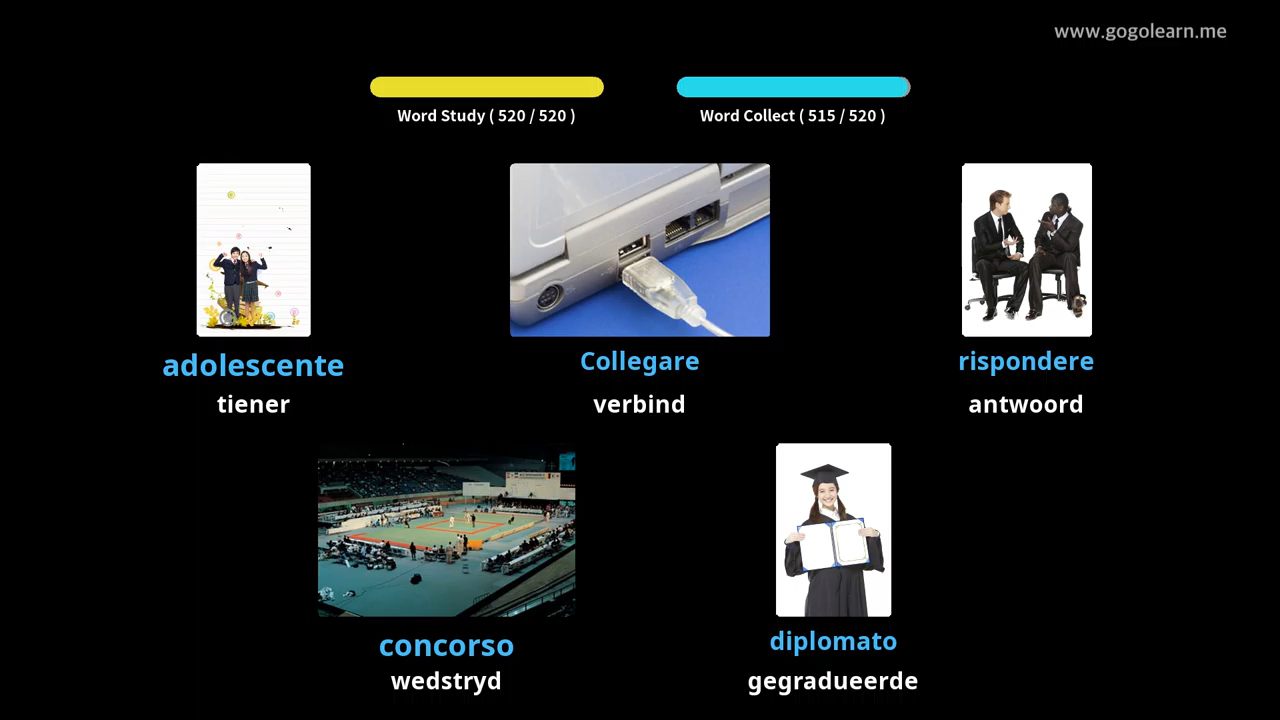 www.gogolearn.me
Word Study ( 520 / 520 )
Word Collect ( 515 / 520 )
adolescente
tiener
Collegare
verbind
rispondere
antwoord
concorso
wedstryd
diplomato
gegradueerde